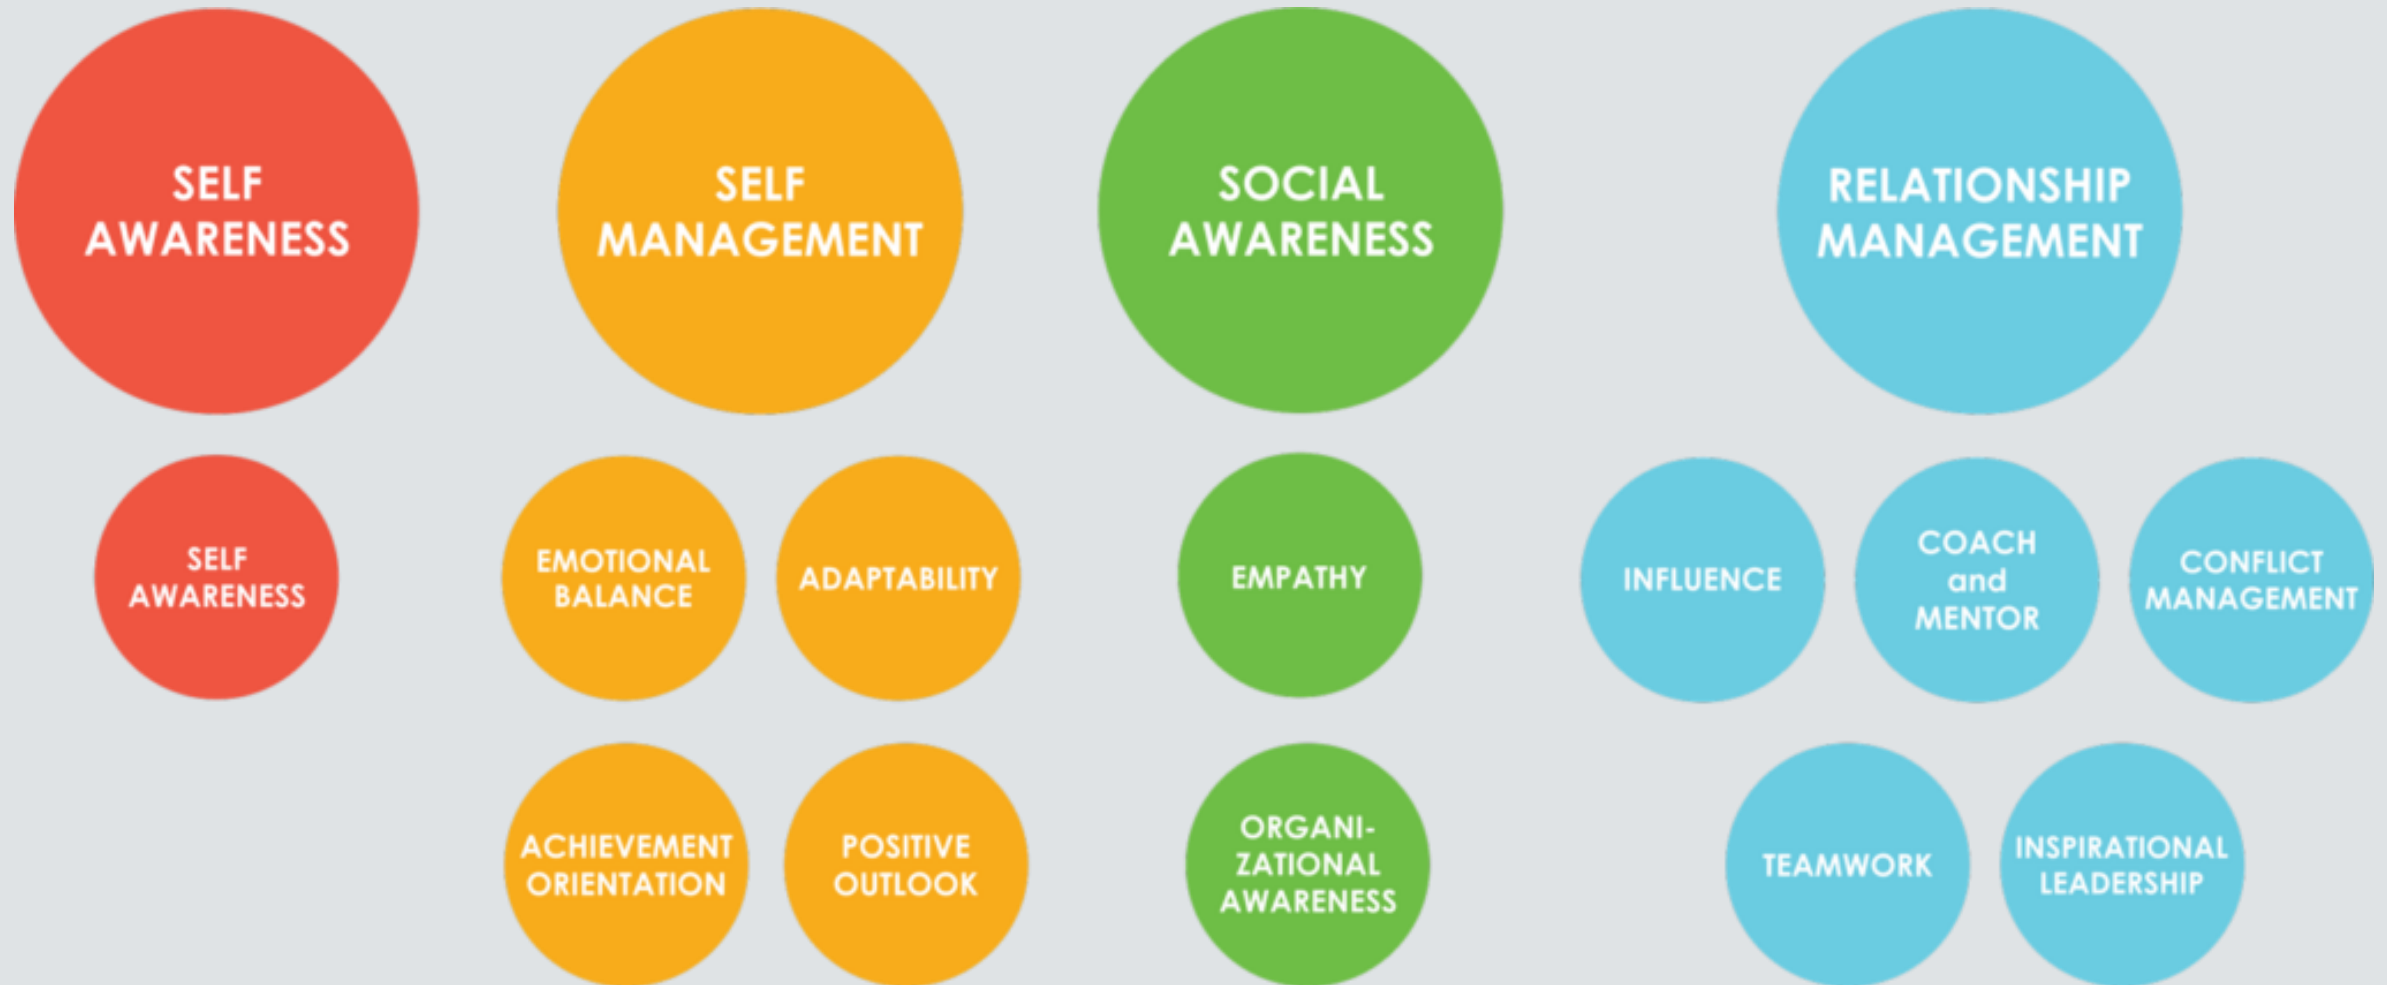 SELF
AWARENESS
SELF
MANAGEMENT
SOCIAL
AWARENESS
RELATIONSHIP
MANAGEMENT
SELF
AWARENESS
EMOTIONAL
BALANCE
ADAPTABILITY
EMPATHY
INFLUENCE
COACH
and
MENTOR
CONFLICT
MANAGEMENT
ACHIEVEMENT
ORIENTATION
POSITIVE
OUTLOOK
ORGANI-
ZATIONAL
AWARENESS
TEAMWORK
INSPIRATIONAL
LEADERSHIP